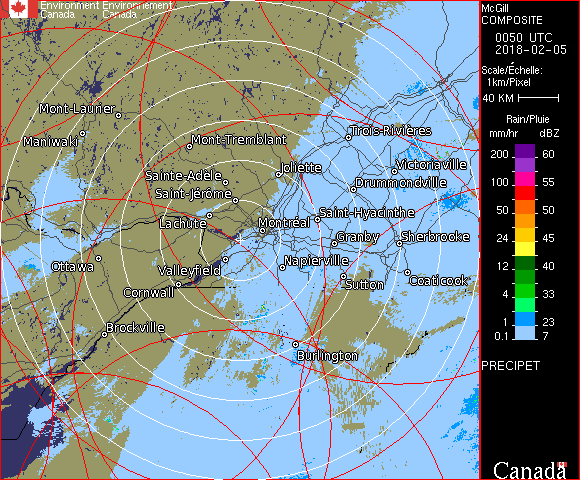 Environment Environnement
Canada Canada
McGill
COMPOSITE
0050 UTC
2018-02-05
Scale/Échelle:
1km/Pixel
40 KM
Rain/Pluie
mm/hr dBZ
200 60
100 55
50 50
24 45
12 40
4 33
1 23
0.1 7
PRECIPET
Canada
Mont-Laurier
Maniwaki
Mont-Tremblant
Trois-Rivières
Victoriaville
Sainte-Adèle
Joliette
Drummondville
Saint-Jérôme
Saint-Hyacinthe
Lachute
Montréal
Granby
Sherbrooke
Ottawa
Valleyfield
Napierville
Coaticook
Cornwall
Sutton
Brockville
Burlington